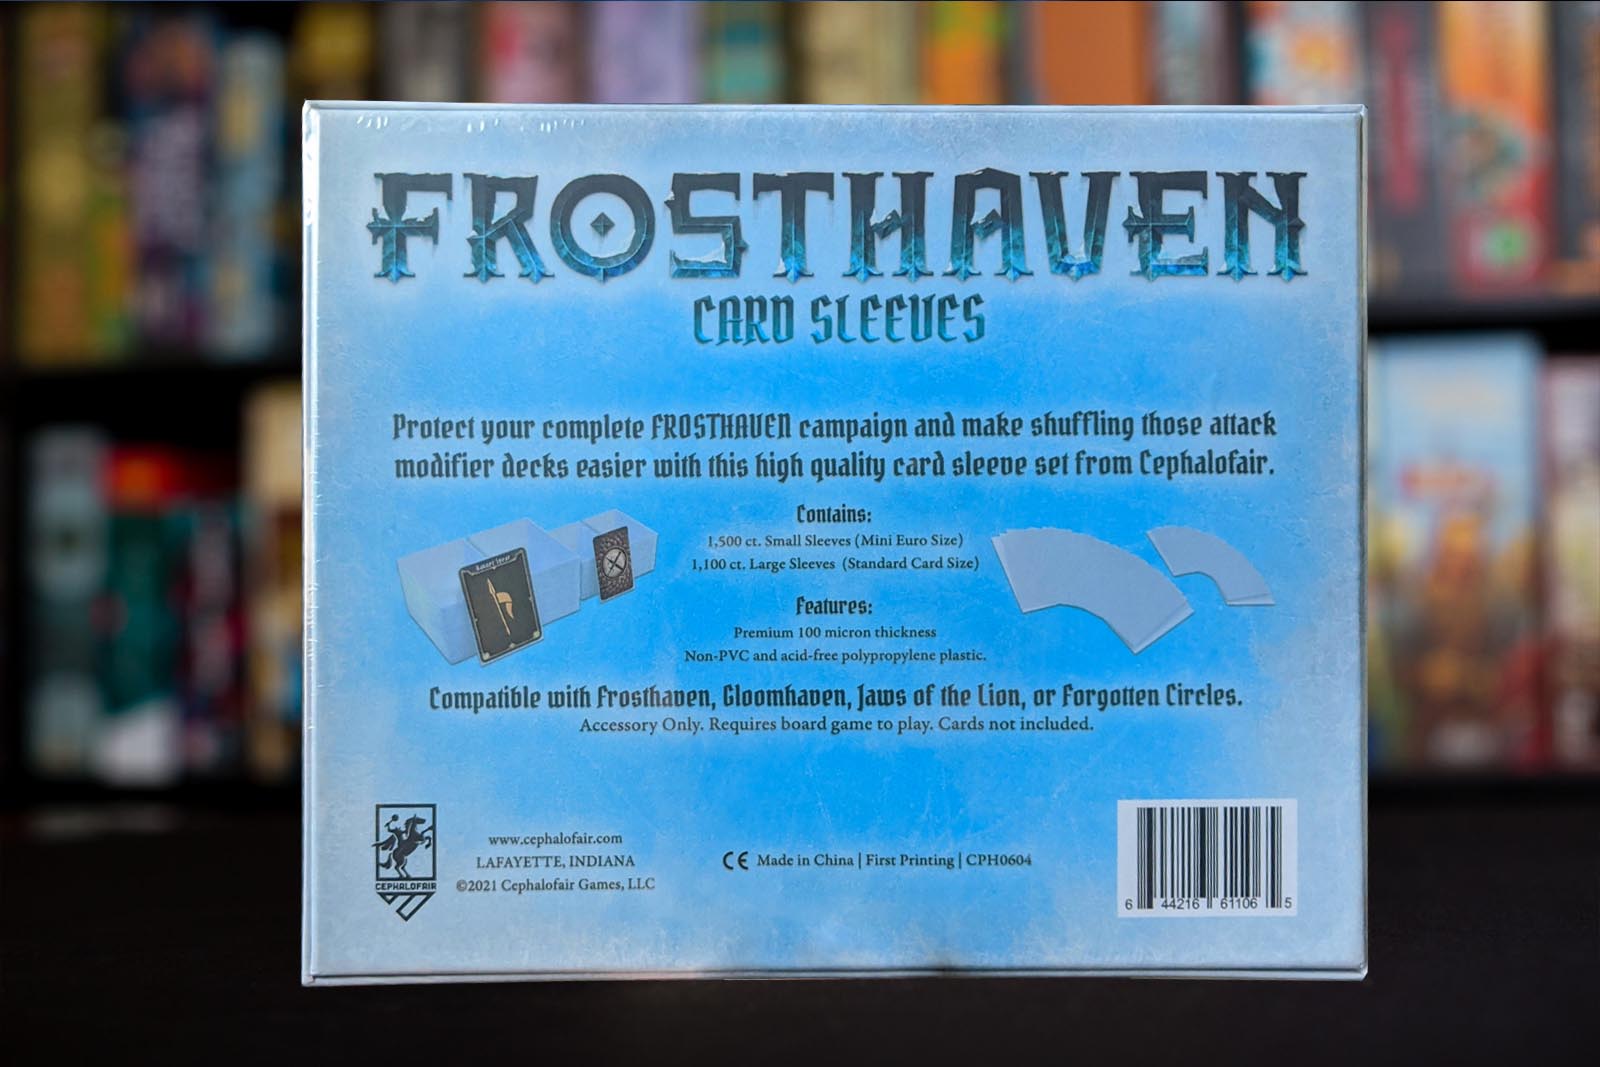 FROSTHAVEN
CARD SLEEVES
Protect your complete FROSTHAVEN campaign and make shuffling those attack
modifier decks easier with this high quality card sleeve set from Cephalofair.
Contains:
1,500 ct. Small Sleeves (Mini Euro Size)
1,100 ct. Large Sleeves (Standard Card Size)
Features:
Premium 100 micron thickness
Non-PVC and acid-free polypropylene plastic.
Compatible with Frosthaven, Gloomhaven, Jaws of the Lion, or Forgotten Circles.
Accessory Only. Requires board game to play. Cards not included.
CEPHALOFAIR
www.cephalofair.com
LAFAYETTE, INDIANA
©2021 Cephalofair Games, LLC
CE Made in China | First Printing | CPH0604
6 44216 61106 5